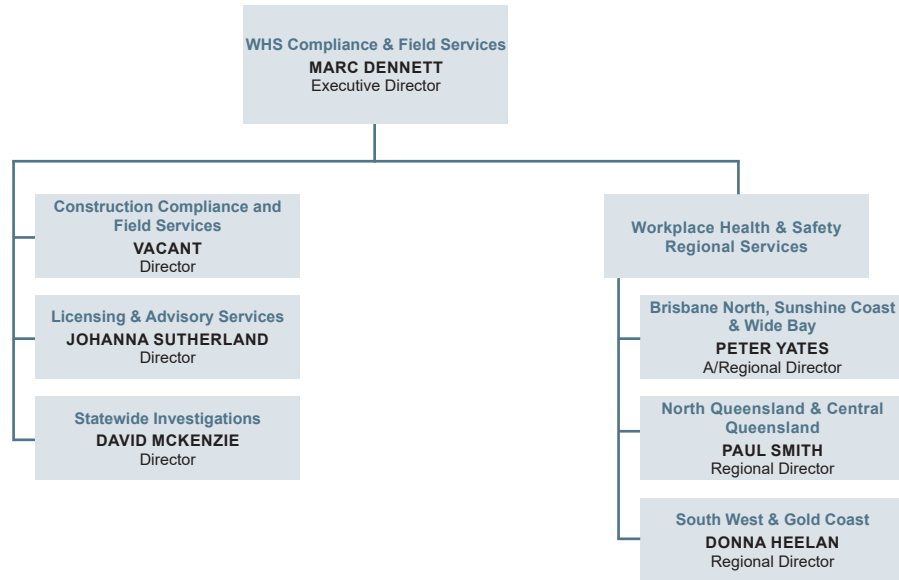 WHS Compliance & Field Services
MARC DENNETT
Executive Director
Construction Compliance and
Field Services
VACANT
Director
Licensing & Advisory Services
JOHANNA SUTHERLAND
Director
Statewide Investigations
DAVID MCKENZIE
Director
Workplace Health & Safety
Regional Services
Brisbane North, Sunshine Coast
& Wide Bay
PETER YATES
A/Regional Director
North Queensland & Central
Queensland
PAUL SMITH
Regional Director
South West & Gold Coast
DONNA HEELAN
Regional Director